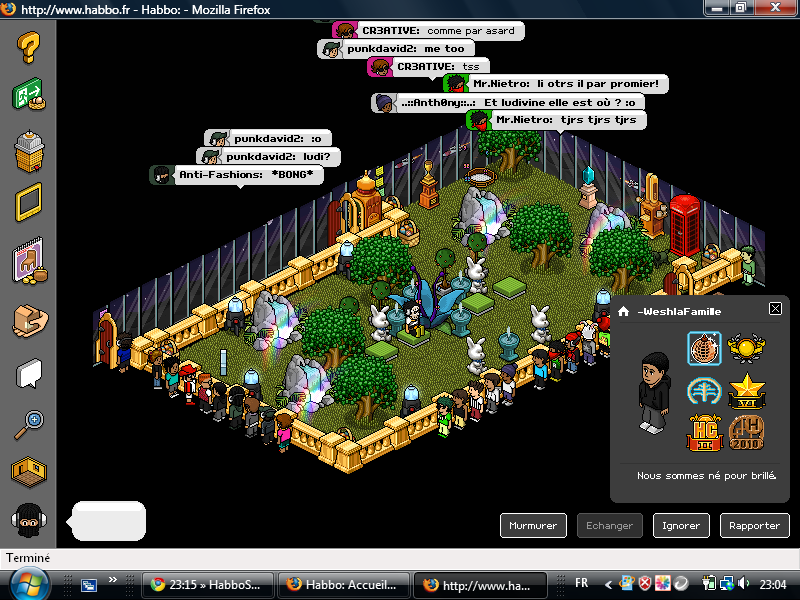 http://www.habbo.fr - Habbo: - Mozilla Firefox
CR3ATIVE: comme par asard
punkdavid2: me too
CR3ATIVE: tss
Mr.Nietro: li otrs il par promier!
..::Anth0ny::..: Et ludivine elle est où ? :o
Mr.Nietro: tjrs tjrs tjrs
punkdavid2: :o
punkdavid2: ludi?
Anti-Fashions: *BONG*
-WeshlaFamille
HC
2010
Nous sommes né pour brillé.
Murmurer
Echanger
Ignorer
Rapporter
Terminé
23:15 » HabboS...
Habbo: Accueil...
http://www.ha...
FR
23:04